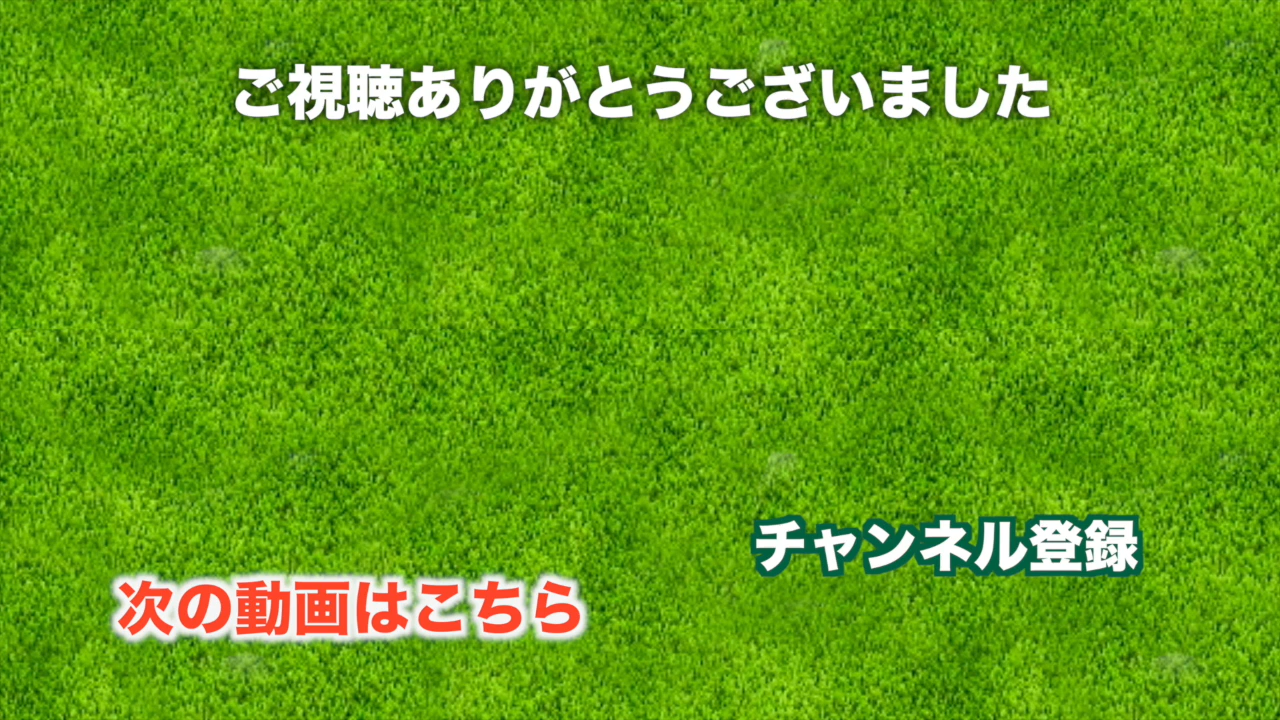 ご視聴ありがとうございました
チャンネル登録
次の動画はこちら